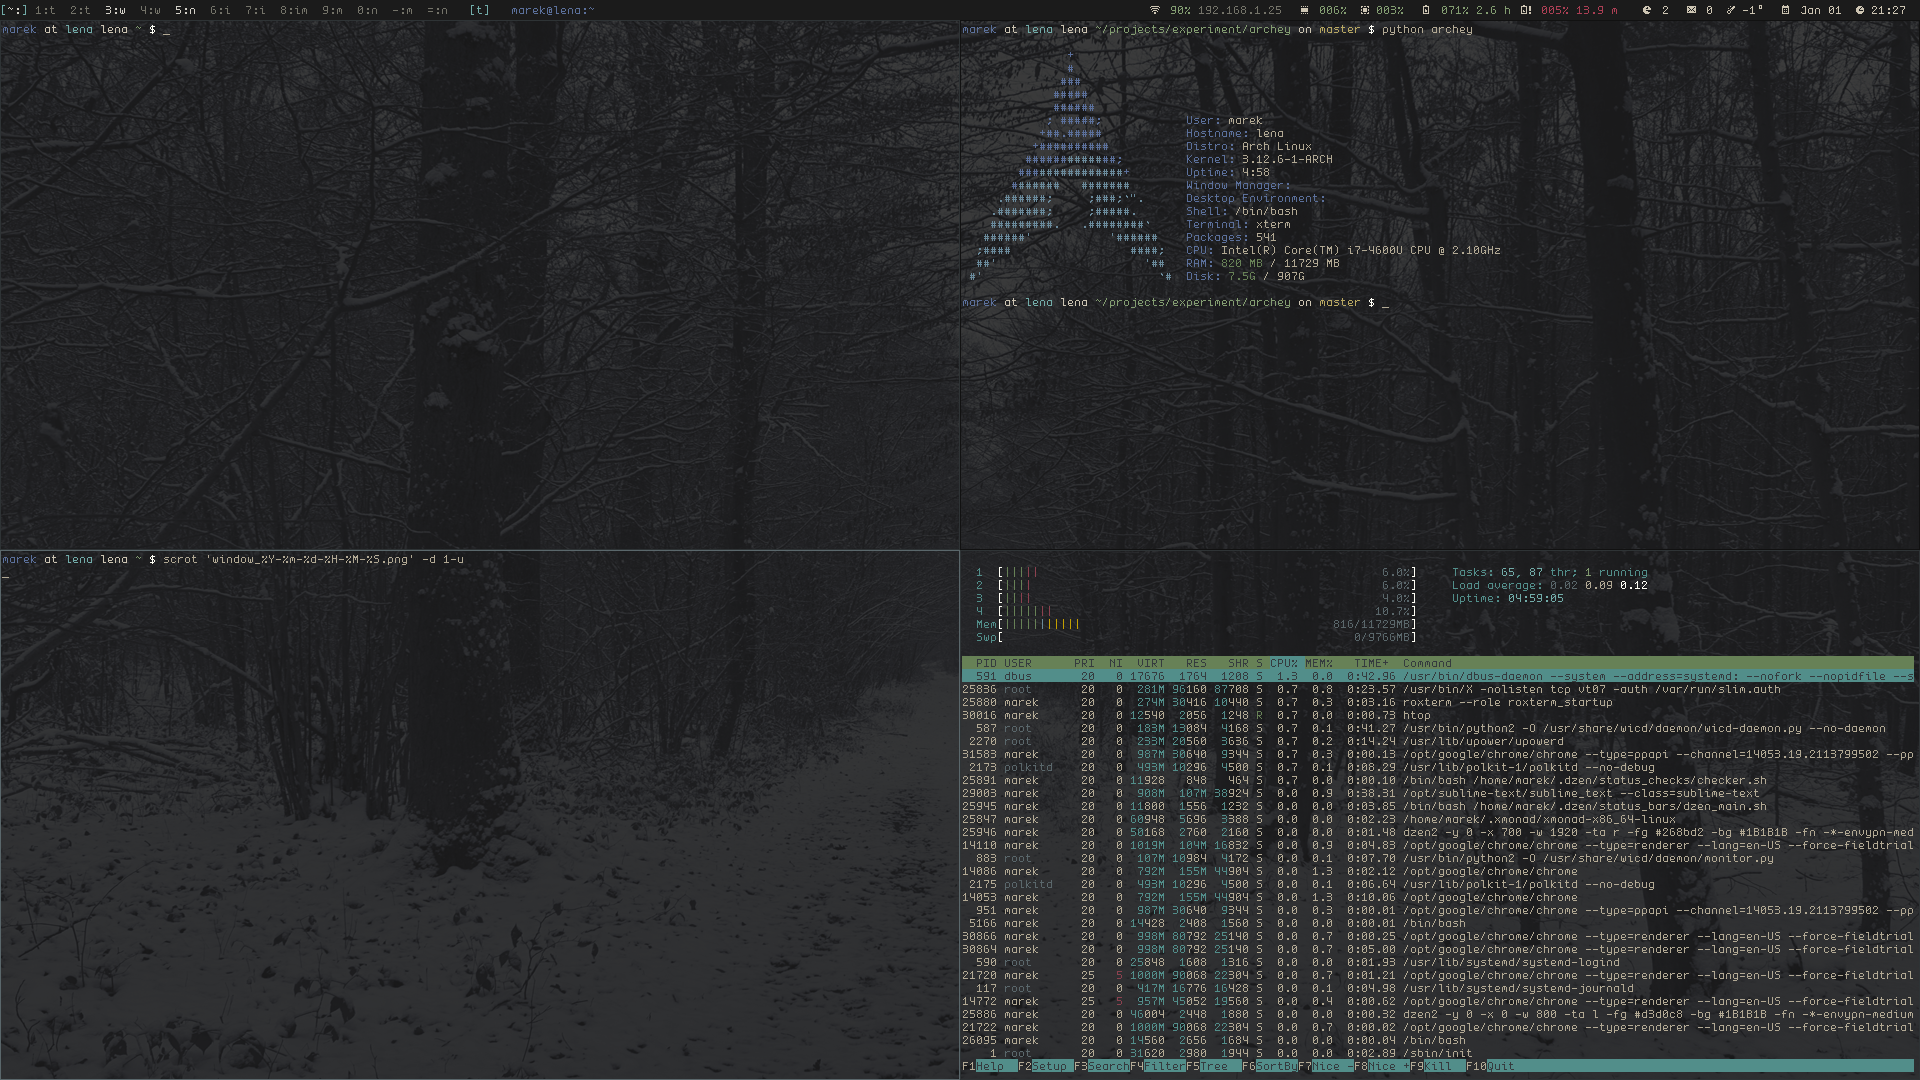 [~:] 1:t 2:t 3:w 4:w 5:n 6:i 7:i 8:im 9:m 0:n -:m =:n [t] marek@lena:~ 90% 192.168.1.25 006% 003% 071% 2.6 h 005% 13.9 m 2 0 -1° Jan 01 21:27
marek at lena lena ~ $ _
marek at lena lena ~/projects/experiment/archey on master $ python archey
+
#
###
#####
######
; #####;
+##.#####
+##########
#############;
###############+
####### #######
.######; ;###;`".
.#######; ;#####.
#########. .########`
######' '######
;#### ####;
##' '##
#' `#
User: marek
Hostname: lena
Distro: Arch Linux
Kernel: 3.12.6-1-ARCH
Uptime: 4:58
Window Manager:
Desktop Environment:
Shell: /bin/bash
Terminal: xterm
Packages: 541
CPU: Intel(R) Core(TM) i7-4600U CPU @ 2.10GHz
RAM: 820 MB / 11729 MB
Disk: 7.5G / 907G
marek at lena lena ~/projects/experiment/archey on master $ _
marek at lena lena ~ $ scrot 'window_%Y-%m-%d-%H-%M-%S.png' -d 1-u
_
1 [||||| 6.0%] Tasks: 65, 87 thr; 1 running
2 [|||| 6.0%] Load average: 0.02 0.09 0.12
3 [|||| 4.0%] Uptime: 04:59:05
4 [||||||| 10.7%]
Mem[||||||||||| 816/11729MB]
Swp[ 0/9766MB]
PID USER PRI NI VIRT RES SHR S CPU% MEM% TIME+ Command
591 dbus 20 0 17676 1764 1208 S 1.3 0.0 0:42.96 /usr/bin/dbus-daemon --system --address=systemd: --nofork --nopidfile --s
25836 root 20 0 281M 96160 87708 S 0.7 0.8 0:23.57 /usr/bin/X -nolisten tcp vt07 -auth /var/run/slim.auth
25880 marek 20 0 274M 30416 10440 S 0.7 0.3 0:03.16 roxterm --role roxterm_startup
30016 marek 20 0 12540 2056 1248 R 0.7 0.0 0:00.73 htop
587 root 20 0 183M 13084 4168 S 0.7 0.1 0:41.27 /usr/bin/python2 -O /usr/share/wicd/daemon/wicd-daemon.py --no-daemon
2270 root 20 0 233M 20560 3636 S 0.7 0.2 0:14.24 /usr/lib/upower/upowerd
31583 marek 20 0 987M 30640 9344 S 0.7 0.3 0:00.13 /opt/google/chrome/chrome --type=ppapi --channel=14053.19.2113799502 --pp
2173 polkitd 20 0 493M 10296 4500 S 0.7 0.1 0:08.29 /usr/lib/polkit-1/polkitd --no-debug
25891 marek 20 0 11928 1848 464 S 0.7 0.0 0:00.10 /bin/bash /home/marek/.dzen/status_checks/checker.sh
29003 marek 20 0 908M 107M 38924 S 0.0 0.9 0:38.31 /opt/sublime-text/sublime_text --class=sublime-text
25945 marek 20 0 11800 1556 1232 S 0.0 0.0 0:03.85 /bin/bash /home/marek/.dzen/status_bars/dzen_main.sh
25847 marek 20 0 60948 5696 3388 S 0.0 0.0 0:02.23 /home/marek/.xmonad/xmonad-x86_64-linux
25946 marek 20 0 50168 2760 2160 S 0.0 0.0 0:01.48 dzen2 -y 0 -x 700 -w 1920 -ta r -fg #268bd2 -bg #1B1B1B -fn -*-envypn-med
14110 marek 20 0 1019M 104M 16832 S 0.0 0.9 0:04.83 /opt/google/chrome/chrome --type=renderer --lang=en-US --force-fieldtrial
883 root 20 0 107M 10984 4172 S 0.0 0.1 0:07.70 /usr/bin/python2 -O /usr/share/wicd/daemon/monitor.py
14086 marek 20 0 792M 155M 44904 S 0.0 1.3 0:02.12 /opt/google/chrome/chrome
2175 polkitd 20 0 493M 10296 4500 S 0.0 0.1 0:06.64 /usr/lib/polkit-1/polkitd --no-debug
14053 marek 20 0 792M 155M 44904 S 0.0 1.3 0:10.06 /opt/google/chrome/chrome
951 marek 20 0 987M 30640 9344 S 0.0 0.3 0:00.01 /opt/google/chrome/chrome --type=ppapi --channel=14053.19.2113799502 --pp
5166 marek 20 0 14428 2408 1568 S 0.0 0.0 0:00.01 /bin/bash
30866 marek 20 0 998M 80792 25140 S 0.0 0.7 0:00.25 /opt/google/chrome/chrome --type=renderer --lang=en-US --force-fieldtrial
30864 marek 20 0 998M 80792 25140 S 0.0 0.7 0:05.00 /opt/google/chrome/chrome --type=renderer --lang=en-US --force-fieldtrial
590 root 20 0 25848 1608 1316 S 0.0 0.0 0:01.93 /usr/lib/systemd/systemd-logind
21720 marek 25 5 1000M 90068 22304 S 0.0 0.7 0:01.21 /opt/google/chrome/chrome --type=renderer --lang=en-US --force-fieldtrial
117 root 20 0 417M 16776 16428 S 0.0 0.1 0:04.98 /usr/lib/systemd/systemd-journald
14772 marek 25 5 957M 45052 19560 S 0.0 0.4 0:00.62 /opt/google/chrome/chrome --type=renderer --lang=en-US --force-fieldtrial
25886 marek 20 0 46004 2448 1880 S 0.0 0.0 0:00.32 dzen2 -y 0 -x 0 -w 800 -ta l -fg #d3d0c8 -bg #1B1B1B -fn -*-envypn-medium
21722 marek 20 0 1000M 90068 22304 S 0.0 0.7 0:00.02 /opt/google/chrome/chrome --type=renderer --lang=en-US --force-fieldtrial
26095 marek 20 0 14560 2656 1684 S 0.0 0.0 0:00.04 /bin/bash
1 root 20 0 31620 2980 1944 S 0.0 0.0 0:02.89 /sbin/init
F1Help F2Setup F3SearchF4FilterF5Tree F6SortByF7Nice -F8Nice +F9Kill F10Quit